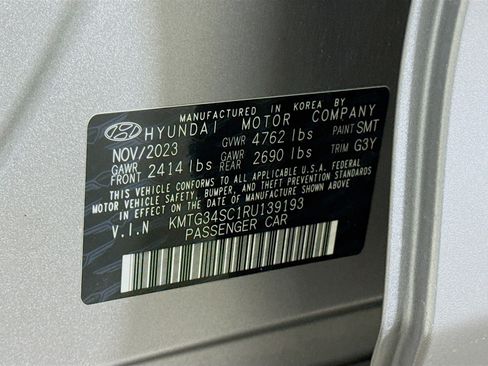 MANUFACTURED IN KOREA BY
HYUNDAI MOTOR COMPANY
NOV/2023 GVWR 4762 lbs PAINT SMT
GAWR FRONT 2414 lbs GAWR REAR 2690 lbs TRIM G3Y
THIS VEHICLE CONFORMS TO ALL APPLICABLE U.S.A. FEDERAL
MOTOR VEHICLE SAFETY, BUMPER, AND THEFT PREVENTION
STANDARDS IN EFFECT ON THE DATE OF MANUFACTURE SHOWN ABOVE.
V.I.N KMTG34SC1RU139193
PASSENGER CAR